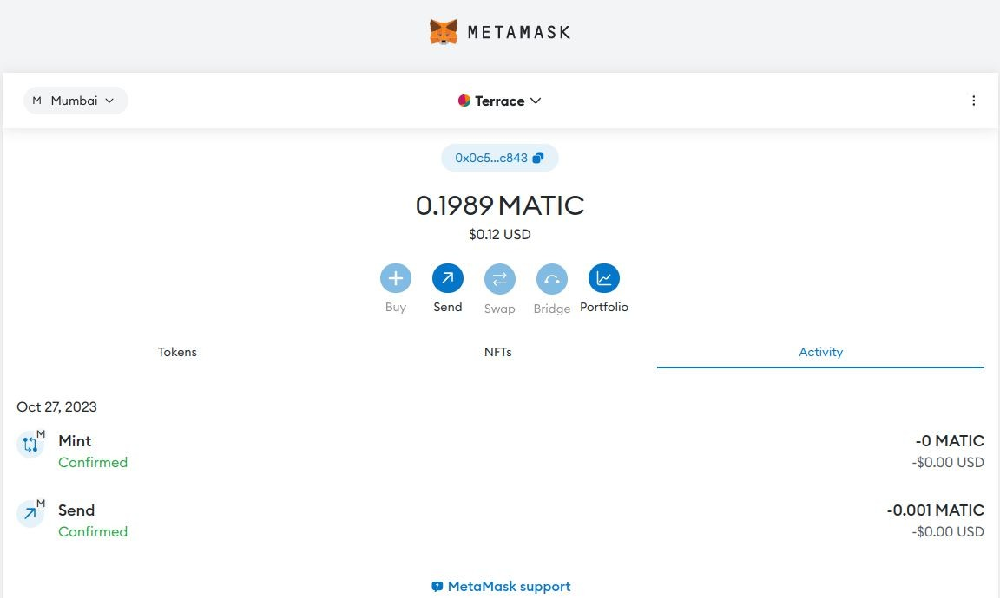 METAMASK
M Mumbai
Terrace
0x0c5...c843
0.1989 MATIC
$0.12 USD
Buy Send Swap Bridge Portfolio
Tokens NFTs Activity
Oct 27, 2023
M
Mint -0 MATIC
Confirmed -$0.00 USD
M
Send -0.001 MATIC
Confirmed -$0.00 USD
MetaMask support